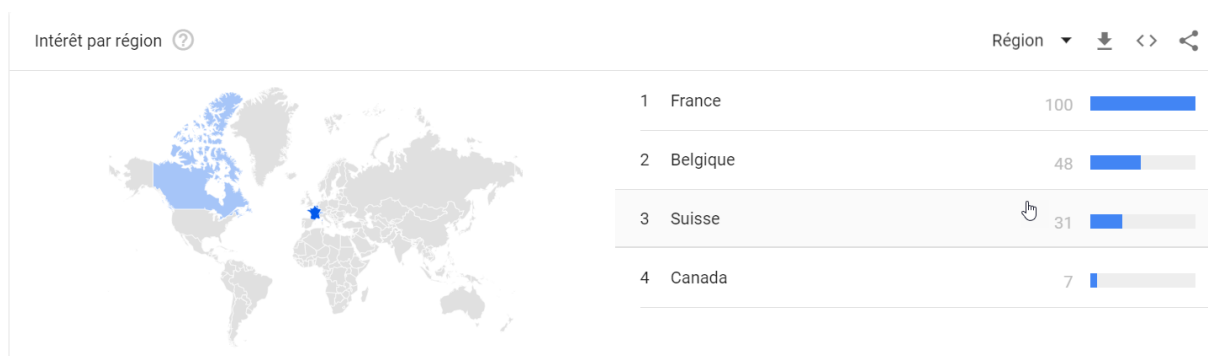 Intérêt par région ?
Région
1 France 100
2 Belgique 48
3 Suisse 31
4 Canada 7